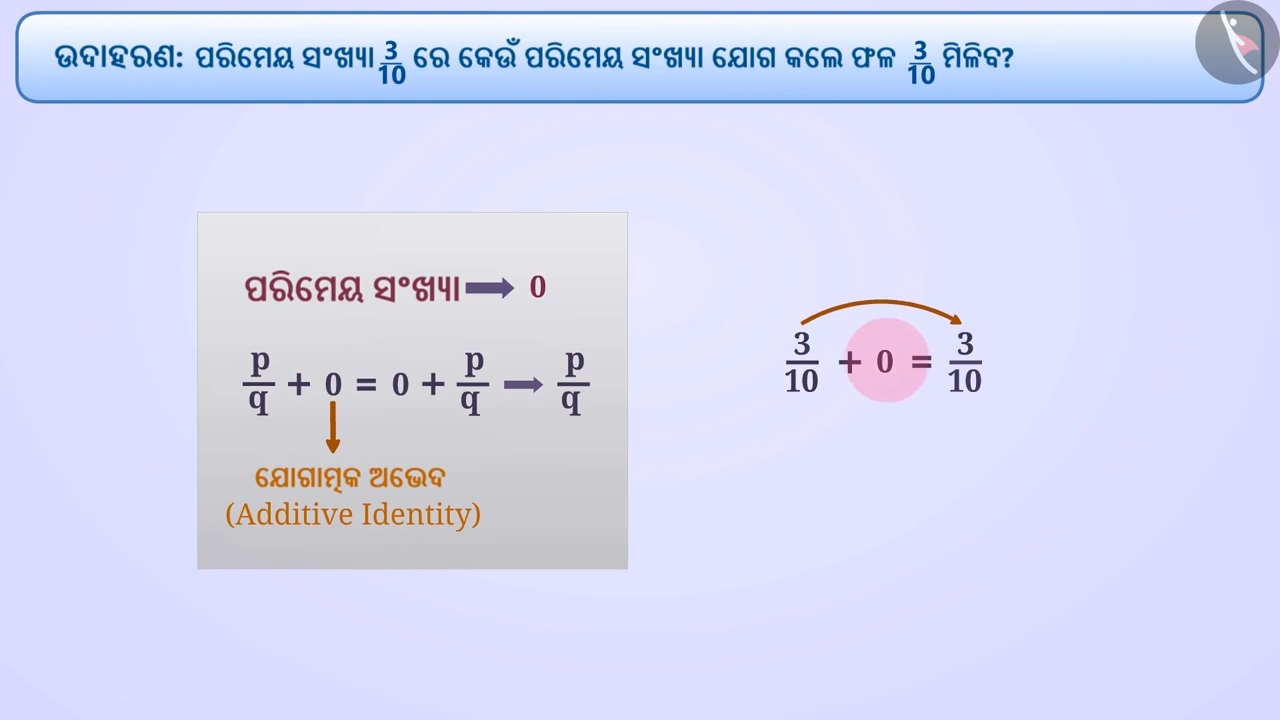 ଉଦାହରଣ: ପରିମେୟ ସଂଖ୍ୟା 3/10 ରେ କେଉଁ ପରିମେୟ ସଂଖ୍ୟା ଯୋଗ କଲେ ଫଳ 3/10 ମିଳିବ?
ପରିମେୟ ସଂଖ୍ୟା ➡ 0
p/q + 0 = 0 + p/q ➡ p/q
ଯୋଗାତ୍ମକ ଅଭେଦ
(Additive Identity)
3/10 + 0 = 3/10